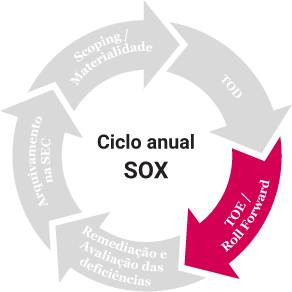 Scoping /
Materialidade
TOD
TOE /
Roll Forward
Remediação e
Avaliação das
deficiências
Arquivamento
na SEC
Ciclo anual
SOX